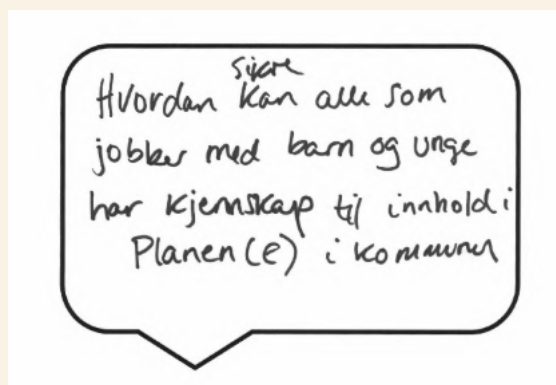 sikre
Hvordan kan alle som
jobber med barn og unge
har kjennskap til innhold i
Planen(e) i kommunen